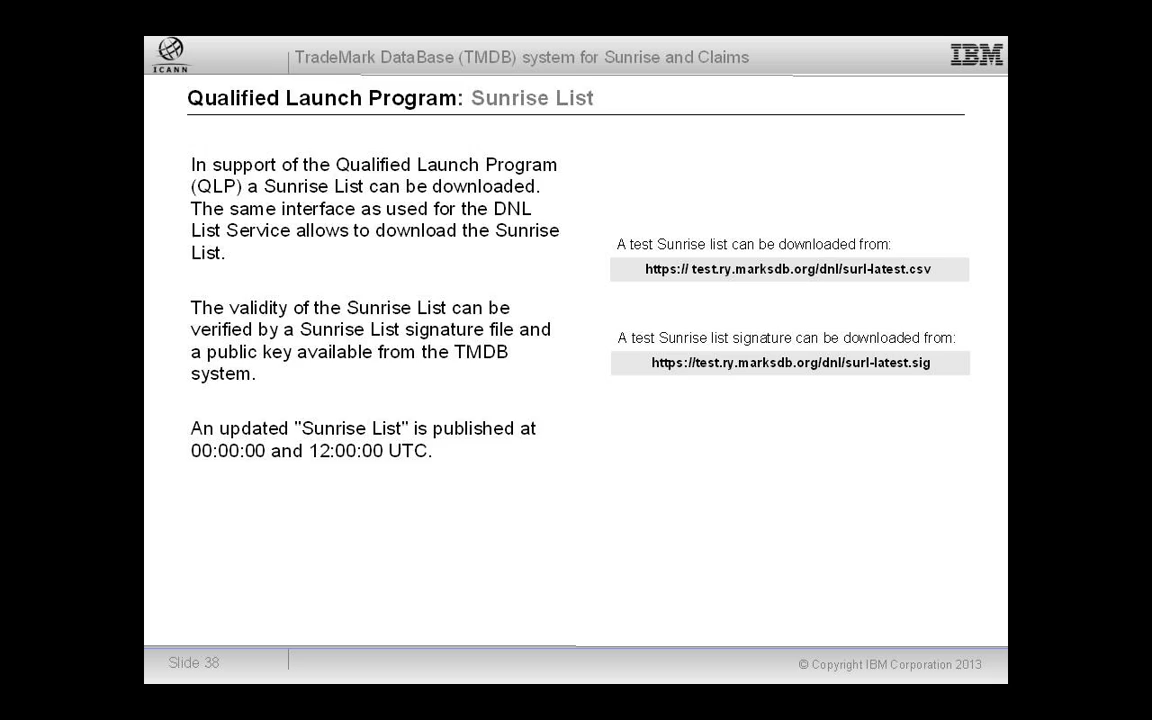 ICANN
TradeMark DataBase (TMDB) system for Sunrise and Claims
IBM
Qualified Launch Program: Sunrise List
In support of the Qualified Launch Program
(QLP) a Sunrise List can be downloaded.
The same interface as used for the DNL
List Service allows to download the Sunrise
List.
The validity of the Sunrise List can be
verified by a Sunrise List signature file and
a public key available from the TMDB
system.
An updated "Sunrise List" is published at
00:00:00 and 12:00:00 UTC.
A test Sunrise list can be downloaded from:
https:// test.ry.marksdb.org/dnl/surl-latest.csv
A test Sunrise list signature can be downloaded from:
https://test.ry.marksdb.org/dnl/surl-latest.sig
Slide 38
© Copyright IBM Corporation 2013